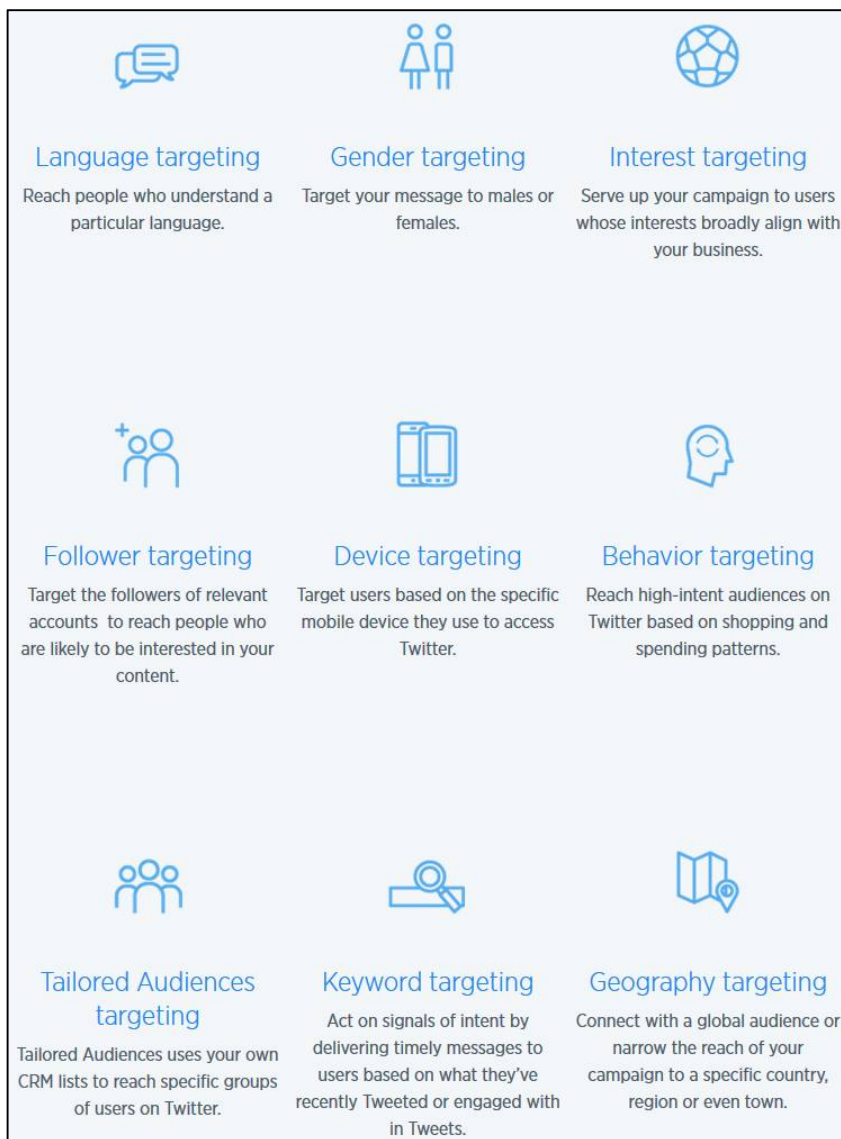 Language targeting
Reach people who understand a
particular language.
Gender targeting
Target your message to males or
females.
Interest targeting
Serve up your campaign to users
whose interests broadly align with
your business.
Follower targeting
Target the followers of relevant
accounts to reach people who
are likely to be interested in your
content.
Device targeting
Target users based on the specific
mobile device they use to access
Twitter.
Behavior targeting
Reach high-intent audiences on
Twitter based on shopping and
spending patterns.
Tailored Audiences
targeting
Tailored Audiences uses your own
CRM lists to reach specific groups
of users on Twitter.
Keyword targeting
Act on signals of intent by
delivering timely messages to
users based on what they've
recently Tweeted or engaged with
in Tweets.
Geography targeting
Connect with a global audience or
narrow the reach of your
campaign to a specific country,
region or even town.